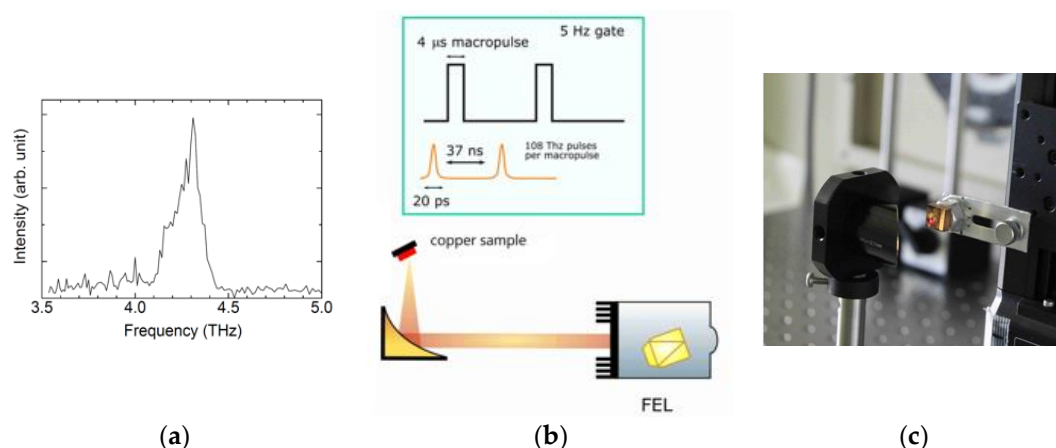 Intensity (arb. unit)
3.5
4.0
4.5
5.0
Frequency (THz)
(a)
5 Hz gate
4 μs macropulse
37 ns
108 Thz pulses
per macropulse
20 ps
copper sample
FEL
(b)
(c)